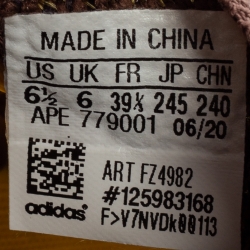 MADE IN CHINA
US UK FR JP CHN
6½ 6 39⅓ 245 240
APE 779001 06/20
ART FZ4982
#125983168
adidas® F>V7NVDk00113